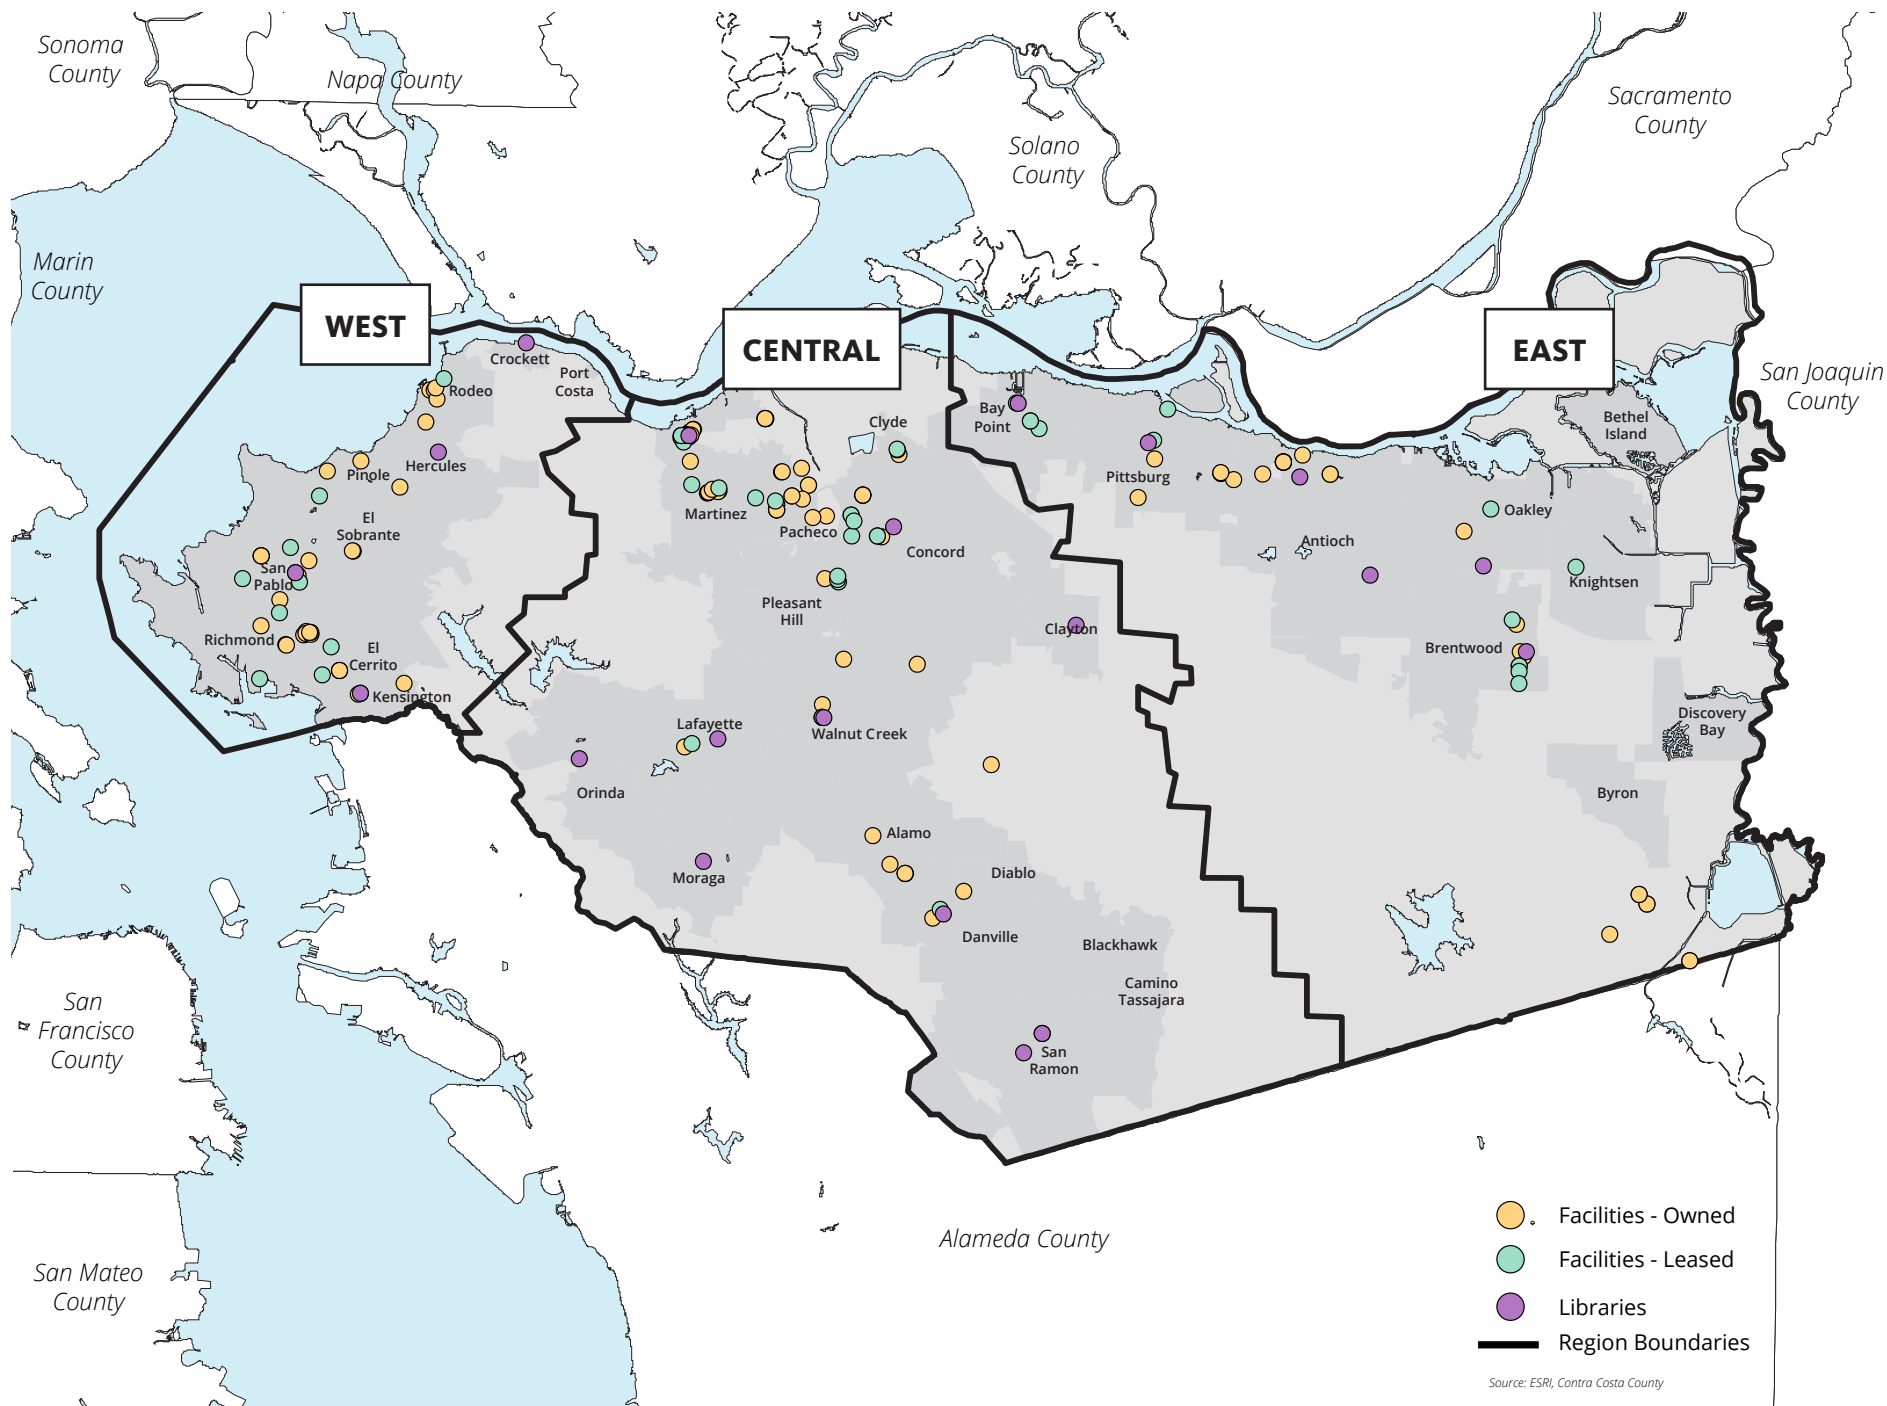 Sonoma
County
Napa County
Sacramento
County
Solano
County
Marin
County
WEST
CENTRAL
EAST
Crockett
Port
Costa
Rodeo
San Joaquin
County
Bay
Point
Clyde
Bethel
Island
Hercules
Pinole
Pittsburg
Martinez
Oakley
El
Sobrante
Pacheco
Concord
Antioch
San
Pablo
Knightsen
Pleasant
Hill
Clayton
Richmond
El
Cerrito
Brentwood
Kensington
Lafayette
Walnut Creek
Discovery
Bay
Orinda
Byron
Alamo
Moraga
Diablo
Danville
Blackhawk
Camino
Tassajara
San
Francisco
County
San
Ramon
Alameda County
San Mateo
County
Facilities - Owned
Facilities - Leased
Libraries
Region Boundaries
Source: ESRI, Contra Costa County